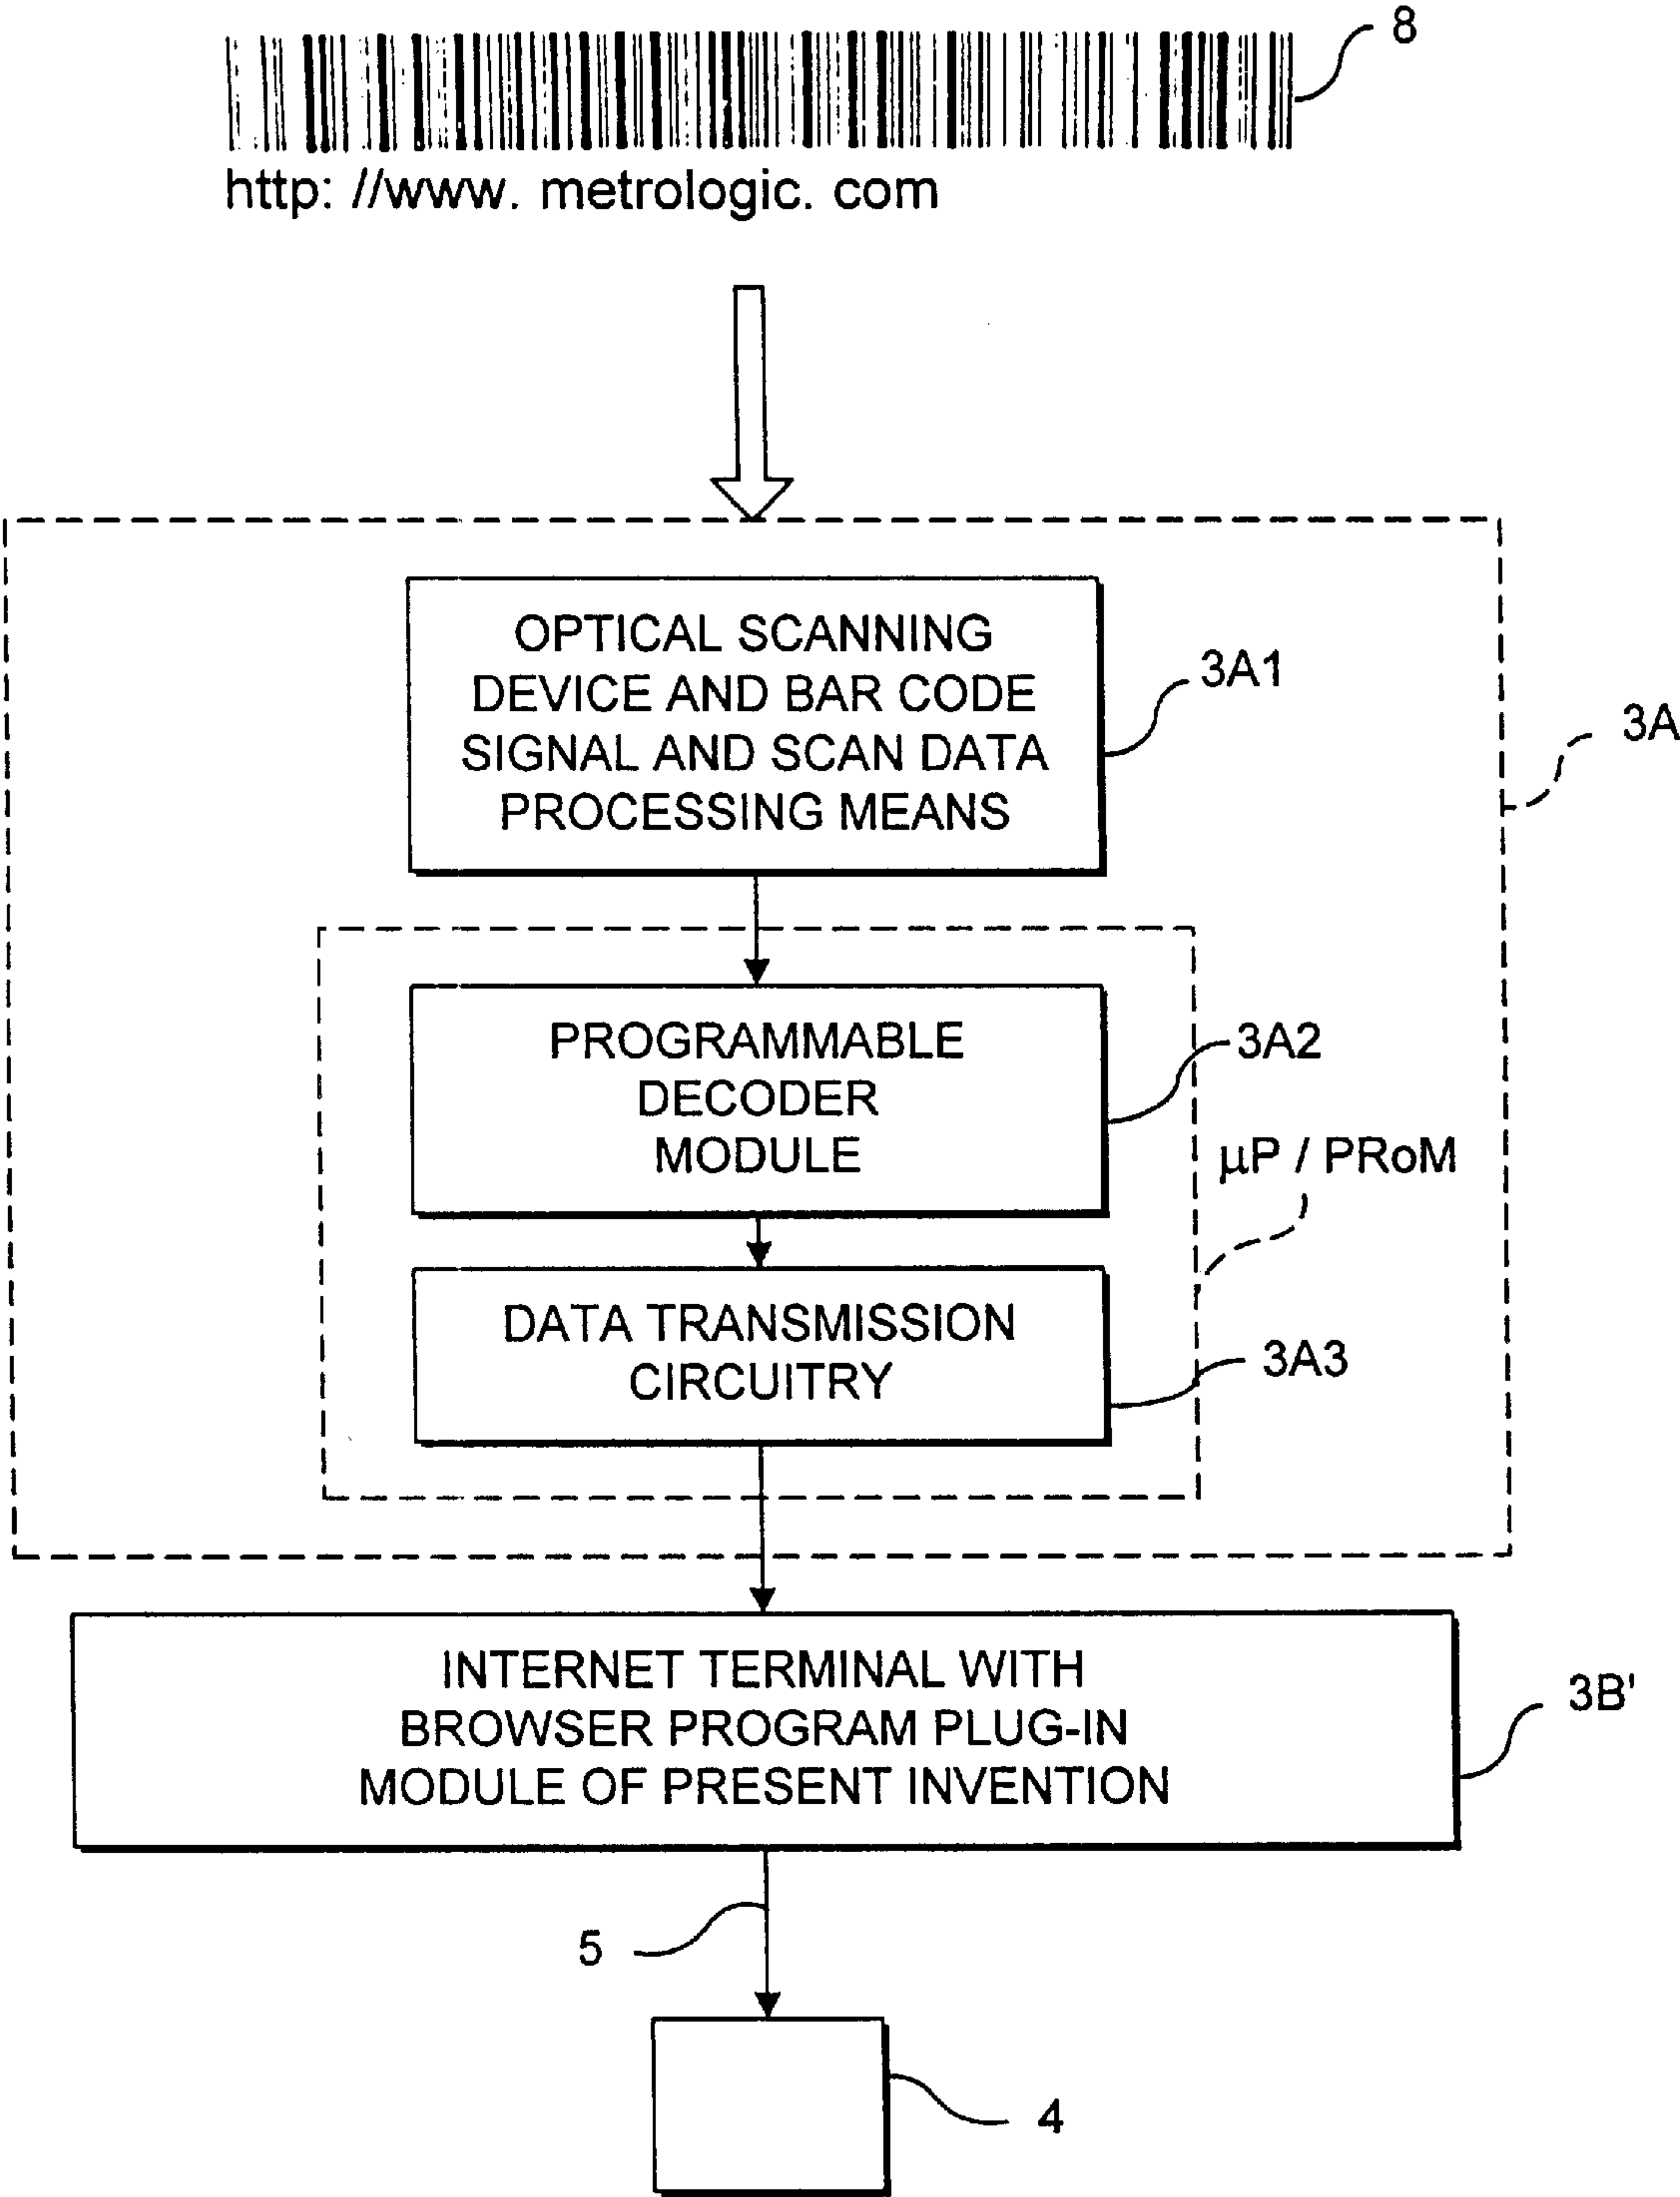 8
http: //www. metrologic. com
OPTICAL SCANNING
DEVICE AND BAR CODE
SIGNAL AND SCAN DATA
PROCESSING MEANS
3A1
3A
PROGRAMMABLE
DECODER
MODULE
3A2
µP / PRoM
DATA TRANSMISSION
CIRCUITRY
3A3
INTERNET TERMINAL WITH
BROWSER PROGRAM PLUG-IN
MODULE OF PRESENT INVENTION
3B'
5
4